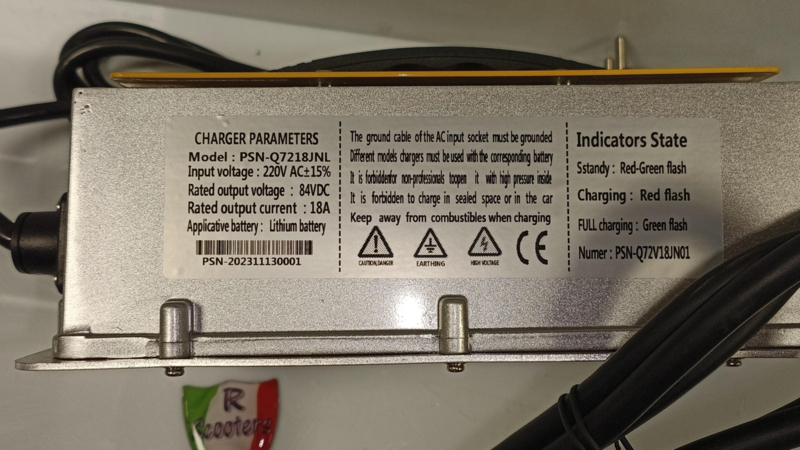 CHARGER PARAMETERS
Model : PSN-Q7218JNL
Input voltage : 220V AC±15%
Rated output voltage : 84VDC
Rated output current : 18A
Applicative battery : Lithium battery
PSN-202311130001
The ground cable of the AC input socket must be grounded
Different models chargers must be used with the corresponding battery
It is forbiddenfor non-professionals toopen it with high pressure inside
It is forbidden to charge in sealed space or in the car
Keep away from combustibles when charging
CAUTION,DANGER
EARTHING
HIGH VOLTAGE
CE
Indicators State
Sstandy : Red-Green flash
Charging : Red flash
FULL charging : Green flash
Numer : PSN-Q72V18JN01
R
Scooters